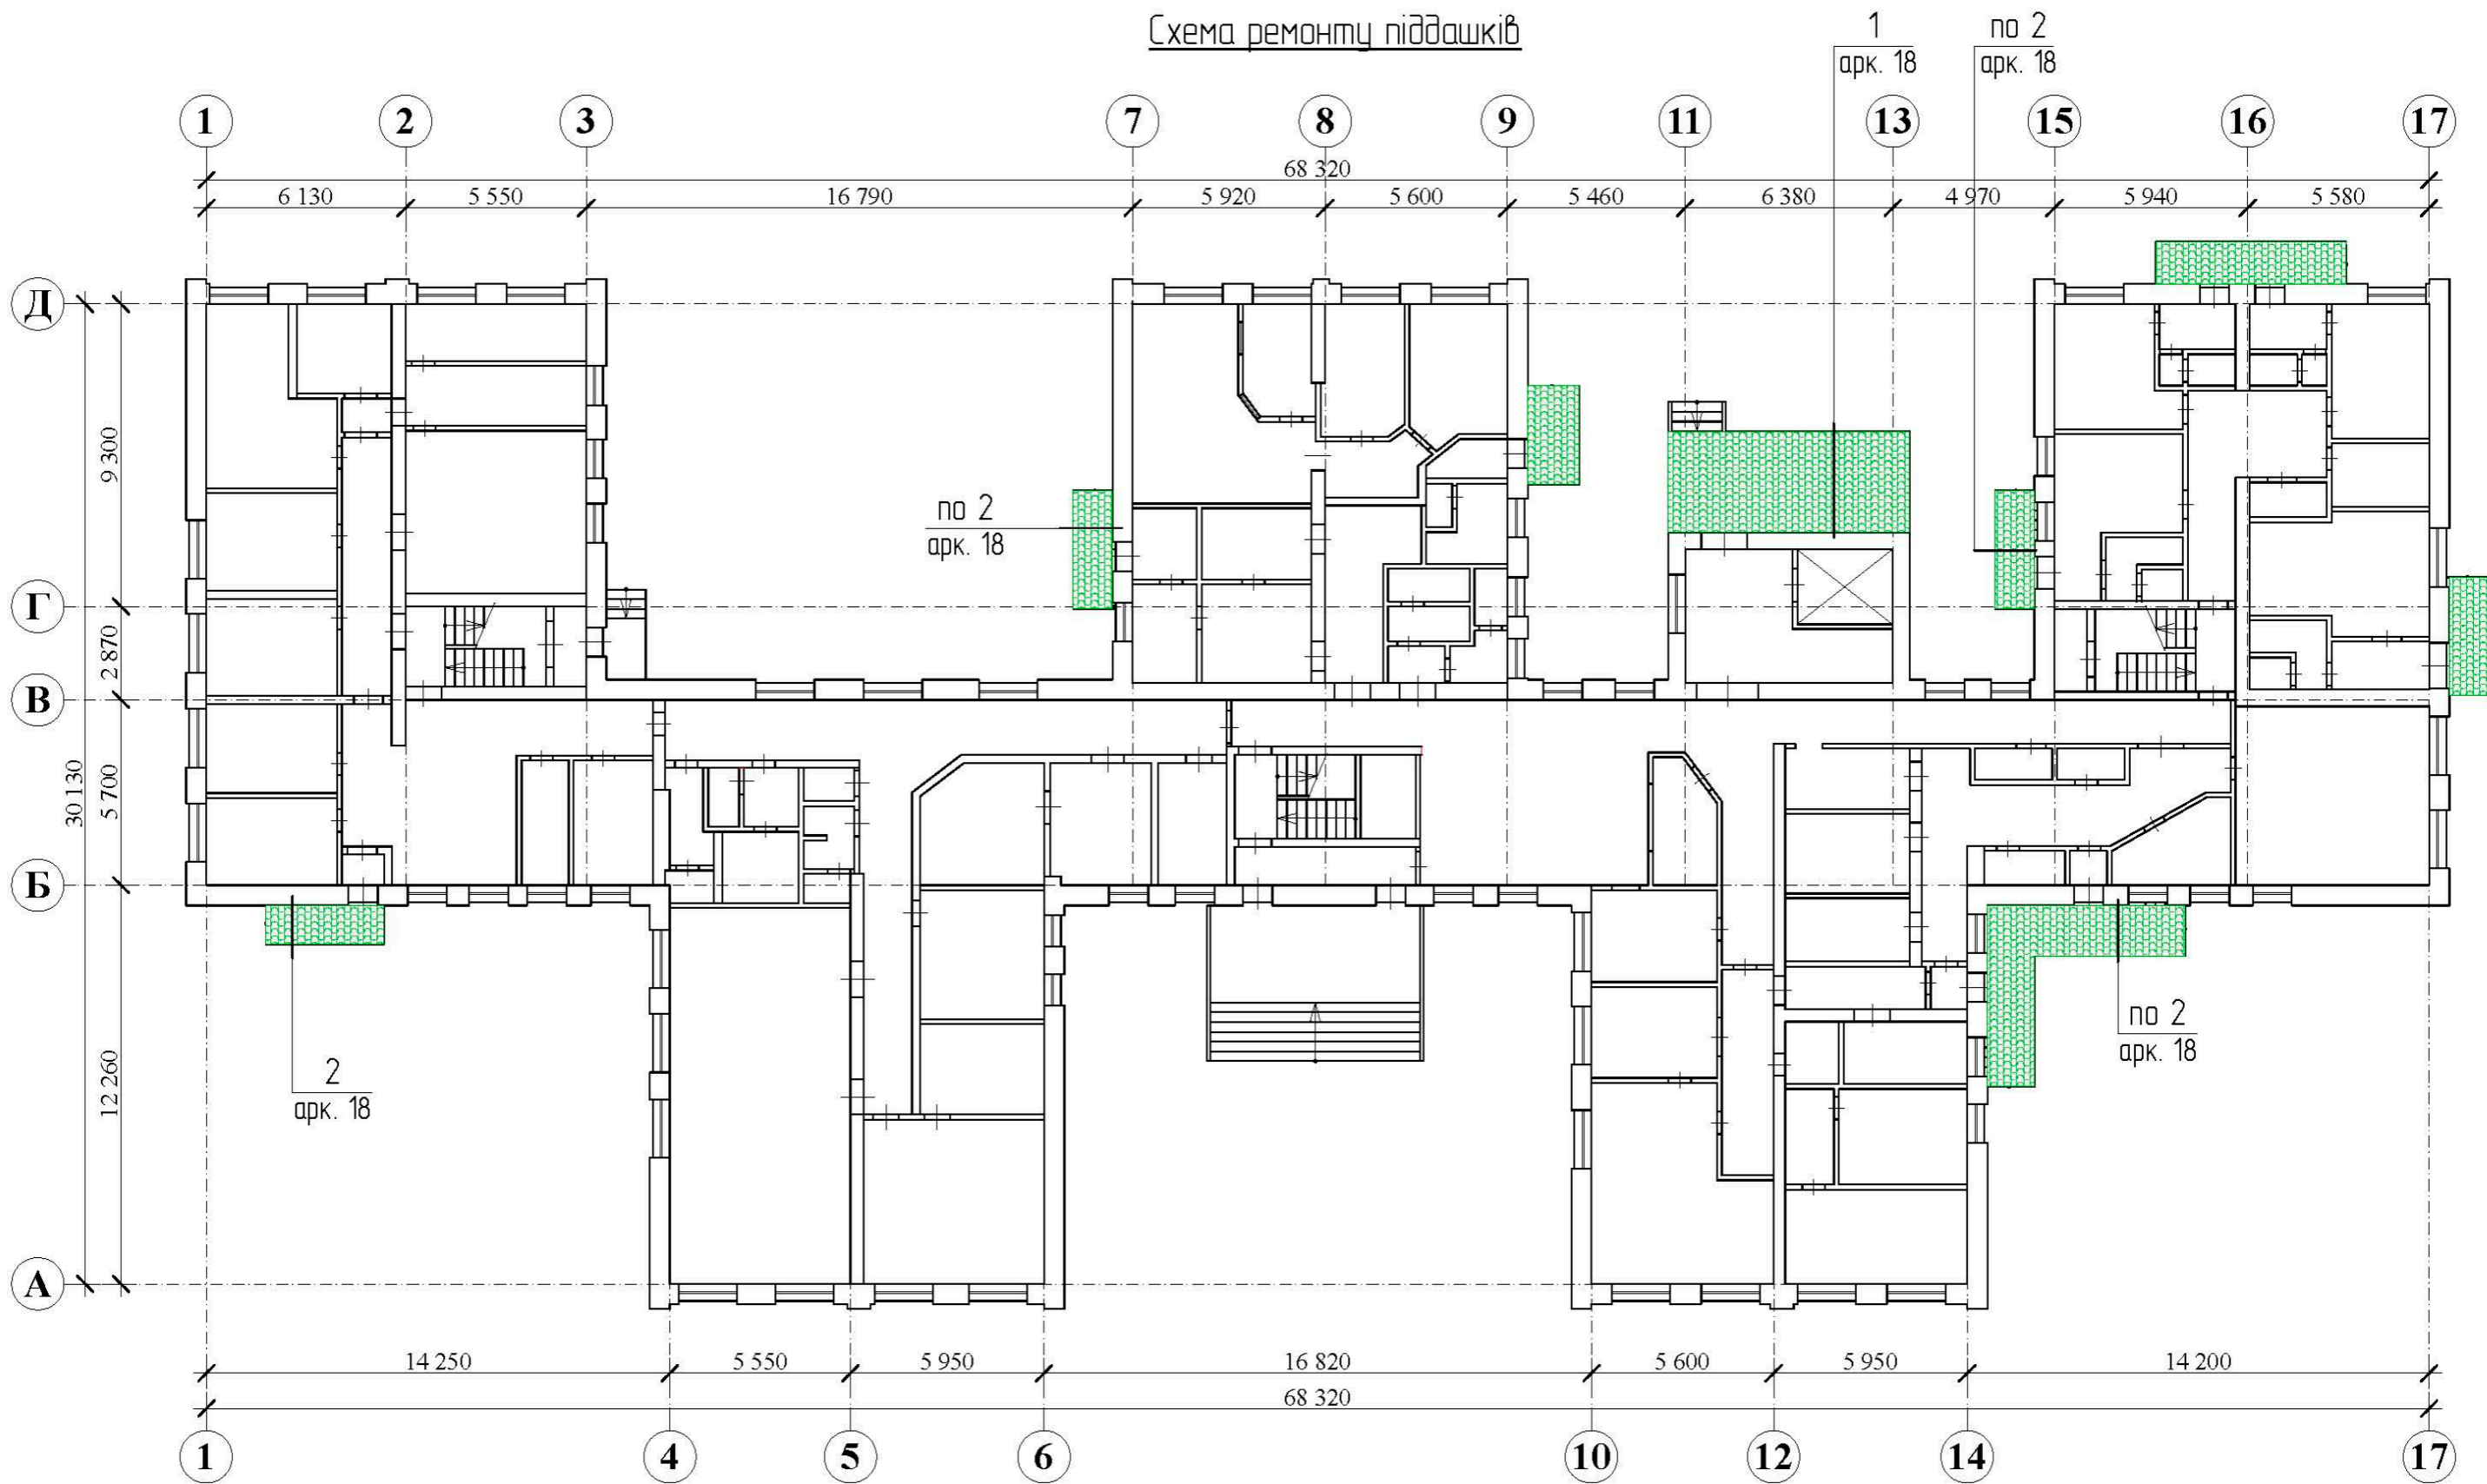 Схема ремонту піддашків
1
арк. 18
по 2
арк. 18
1 2 3 7 8 9 11 13 15 16 17
68 320
6 130 5 550 16 790 5 920 5 600 5 460 6 380 4 970 5 940 5 580
Д
9 300
по 2
арк. 18
Г
2 870
В
30 130
5 700
Б
12 260
2
арк. 18
по 2
арк. 18
А
14 250 5 550 5 950 16 820 5 600 5 950 14 200
68 320
1 4 5 6 10 12 14 17